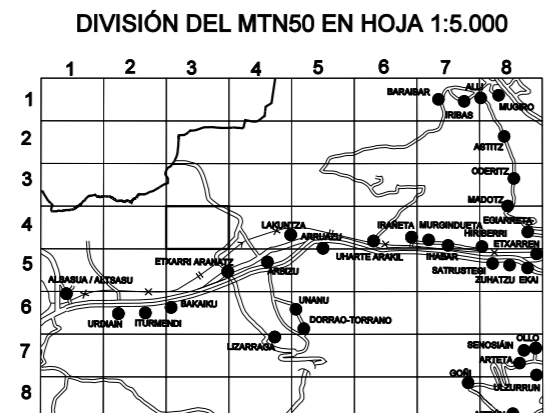 DIVISIÓN DEL MTN50 EN HOJA 1:5.000
1 2 3 4 5 6 7 8
1
BARAIBAR
ALLI
IRIBAS
MUGIRO
2
ASTITZ
3
ODERITZ
MADOTZ
4
LAKUNTZA
ARRUAZU
IRAÑETA
MURGINDUETA
HIRIBERRI
EGIARRETA
ETXARREN
5
ETXARRI ARANATZ
ARBIZU
UHARTE ARAKIL
IHABAR
SATRUSTEGI
ZUHATZU
EKAI
ALSASUA / ALTSASU
6
URDIAIN
ITURMENDI
BAKAIKU
UNANU
DORRAO-TORRANO
7
LIZARRAGA
SENOSIÁIN
OLLO
ARTETA
GOÑI
ULZURRUN
8